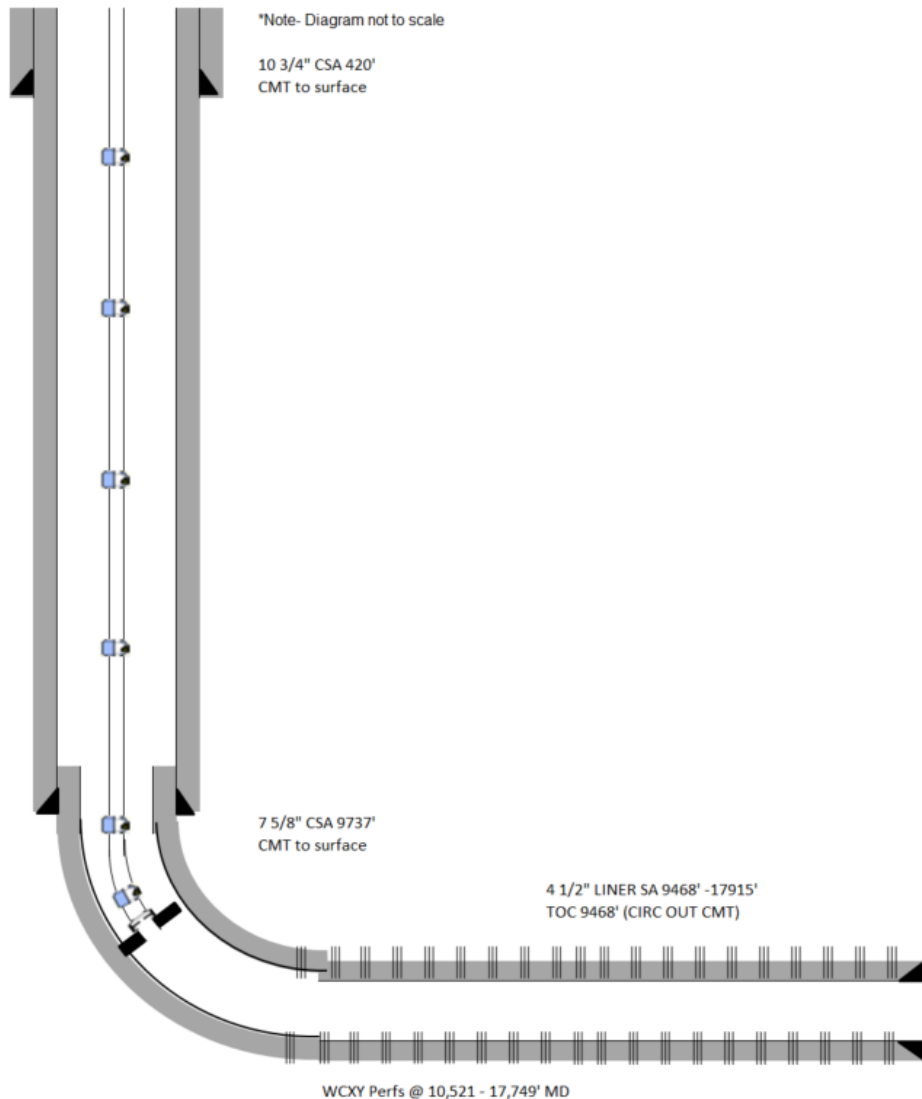 *Note- Diagram not to scale
10 3/4" CSA 420'
CMT to surface
7 5/8" CSA 9737'
CMT to surface
4 1/2" LINER SA 9468' -17915'
TOC 9468' (CIRC OUT CMT)
WCXY Perfs @ 10,521 - 17,749' MD